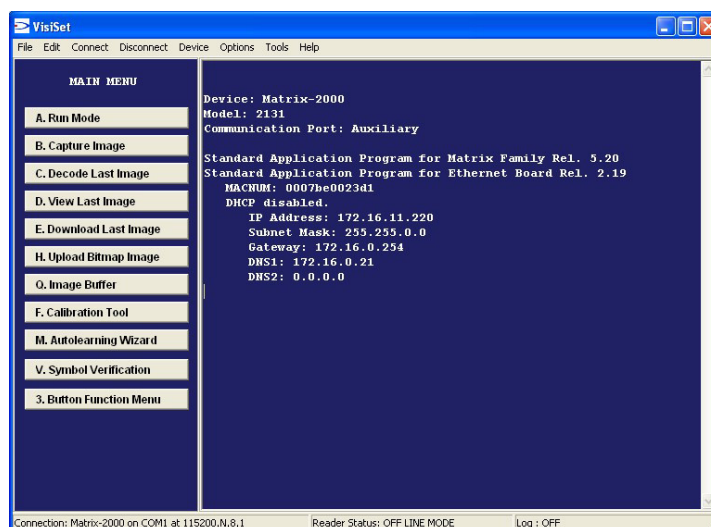 VisiSet
File Edit Connect Disconnect Device Options Tools Help
MAIN MENU
A. Run Mode
B. Capture Image
C. Decode Last Image
D. View Last Image
E. Download Last Image
H. Upload Bitmap Image
Q. Image Buffer
F. Calibration Tool
M. Autolearning Wizard
V. Symbol Verification
3. Button Function Menu
Device: Matrix-2000
Model: 2131
Communication Port: Auxiliary
Standard Application Program for Matrix Family Rel. 5.20
Standard Application Program for Ethernet Board Rel. 2.19
MACNUM: 0007be0023d1
DHCP disabled.
IP Address: 172.16.11.220
Subnet Mask: 255.255.0.0
Gateway: 172.16.0.254
DNS1: 172.16.0.21
DNS2: 0.0.0.0
Connection: Matrix-2000 on COM1 at 115200,N,8,1 Reader Status: OFF LINE MODE Log : OFF